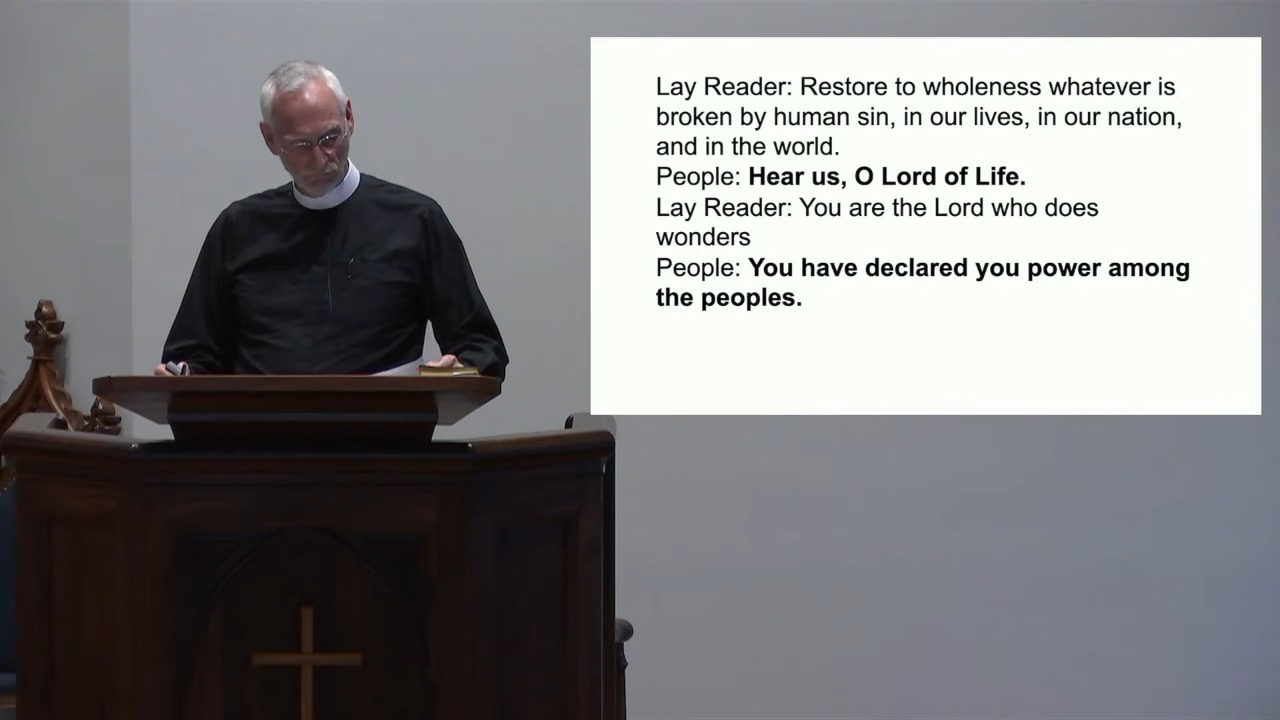 Lay Reader: Restore to wholeness whatever is
broken by human sin, in our lives, in our nation,
and in the world.
People: Hear us, O Lord of Life.
Lay Reader: You are the Lord who does
wonders
People: You have declared you power among
the peoples.